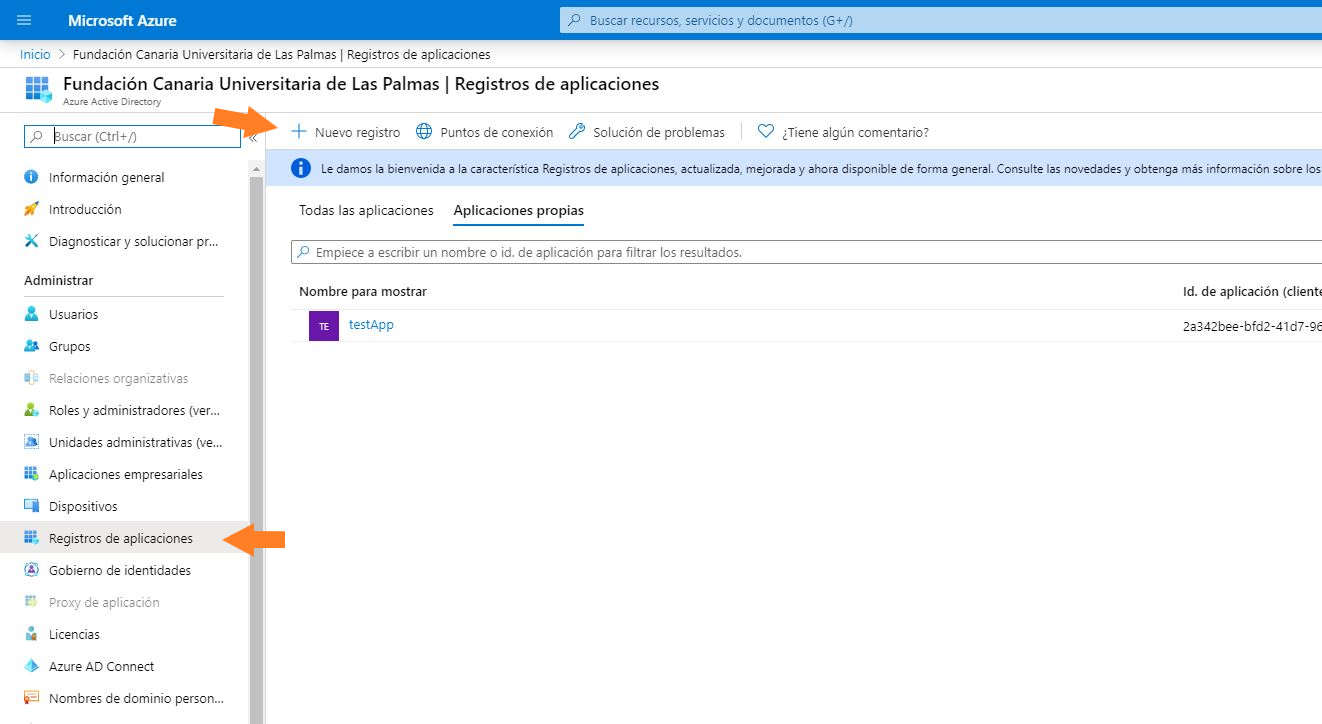 Microsoft Azure
Buscar recursos, servicios y documentos (G+/)
Inicio > Fundación Canaria Universitaria de Las Palmas | Registros de aplicaciones
Fundación Canaria Universitaria de Las Palmas | Registros de aplicaciones
Azure Active Directory
Buscar (Ctrl+/)
«
Nuevo registro
Puntos de conexión
Solución de problemas
¿Tiene algún comentario?
Le damos la bienvenida a la característica Registros de aplicaciones, actualizada, mejorada y ahora disponible de forma general. Consulte las novedades y obtenga más información sobre los
Información general
Introducción
Diagnosticar y solucionar pr...
Administrar
Usuarios
Grupos
Relaciones organizativas
Roles y administradores (ver...
Unidades administrativas (ve...
Aplicaciones empresariales
Dispositivos
Registros de aplicaciones
Gobierno de identidades
Proxy de aplicación
Licencias
Azure AD Connect
Nombres de dominio person...
Todas las aplicaciones
Aplicaciones propias
Empiece a escribir un nombre o id. de aplicación para filtrar los resultados.
Nombre para mostrar
Id. de aplicación (cliente
TE
testApp
2a342bee-bfd2-41d7-96